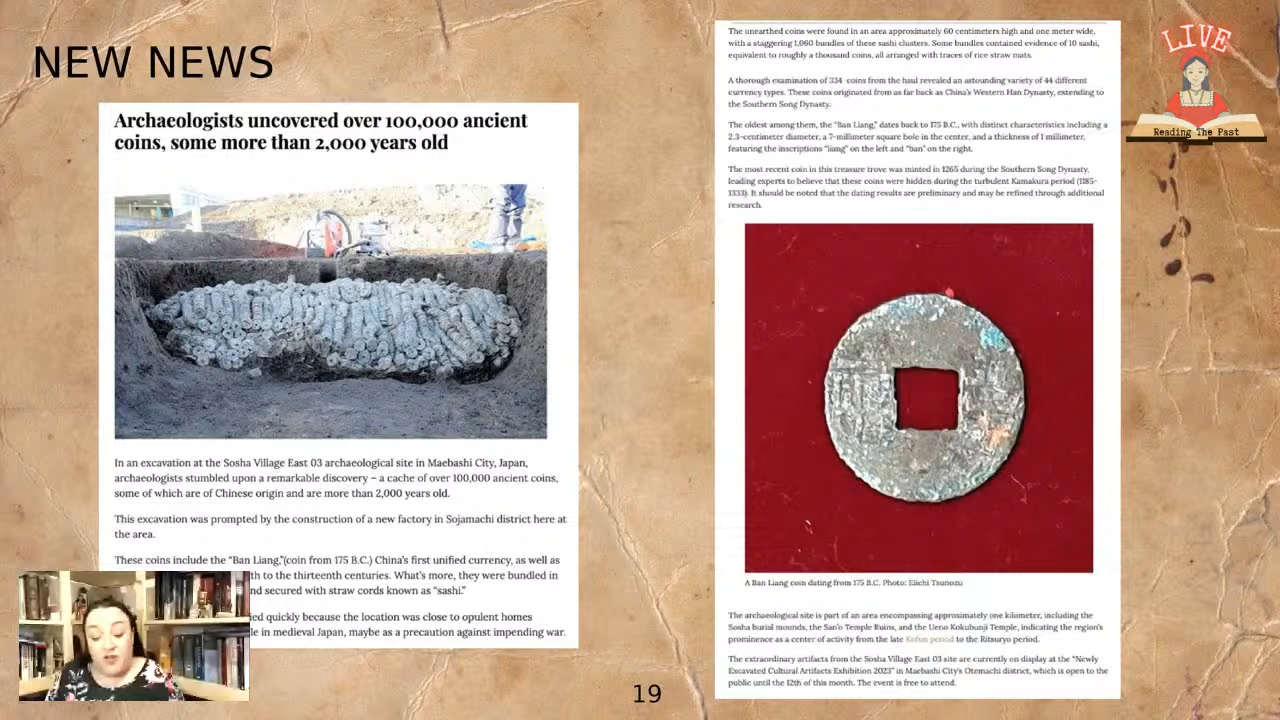 NEW NEWS
Archaeologists uncovered over 100,000 ancient
coins, some more than 2,000 years old
In an excavation at the Sosha Village East 03 archaeological site in Maebashi City, Japan,
archaeologists stumbled upon a remarkable discovery – a cache of over 100,000 ancient coins,
some of which are of Chinese origin and are more than 2,000 years old.
This excavation was prompted by the construction of a new factory in Sojamachi district here at
the area.
These coins include the “Ban Liang,”(coin from 175 B.C.) China’s first unified currency, as well as
th to the thirteenth centuries. What’s more, they were bundled in
nd secured with straw cords known as “sashi.”
ed quickly because the location was close to opulent homes
le in medieval Japan, maybe as a precaution against impending war.
The unearthed coins were found in an area approximately 60 centimeters high and one meter wide,
with a staggering 1,060 bundles of these sashi clusters. Some bundles contained evidence of 10 sashi,
equivalent to roughly a thousand coins, all arranged with traces of rice straw mats.
A thorough examination of 334 coins from the haul revealed an astounding variety of 44 different
currency types. These coins originated from as far back as China’s Western Han Dynasty, extending to
the Southern Song Dynasty.
The oldest among them, the “Ban Liang,” dates back to 175 B.C., with distinct characteristics including a
2.3-centimeter diameter, a 7-millimeter square hole in the center, and a thickness of 1 millimeter,
featuring the inscriptions “liang” on the left and “ban” on the right.
The most recent coin in this treasure trove was minted in 1265 during the Southern Song Dynasty,
leading experts to believe that these coins were hidden during the turbulent Kamakura period (1185-
1333). It should be noted that the dating results are preliminary and may be refined through additional
research.
A Ban Liang coin dating from 175 B.C. Photo: Eiichi Tsunozu
The archaeological site is part of an area encompassing approximately one kilometer, including the
Sosha burial mounds, the San’o Temple Ruins, and the Ueno Kokubunji Temple, indicating the region’s
prominence as a center of activity from the late Kofun period to the Ritsuryo period.
The extraordinary artifacts from the Sosha Village East 03 site are currently on display at the “Newly
Excavated Cultural Artifacts Exhibition 2023” in Maebashi City’s Otemachi district, which is open to the
public until the 12th of this month. The event is free to attend.
LIVE
Reading The Past
19